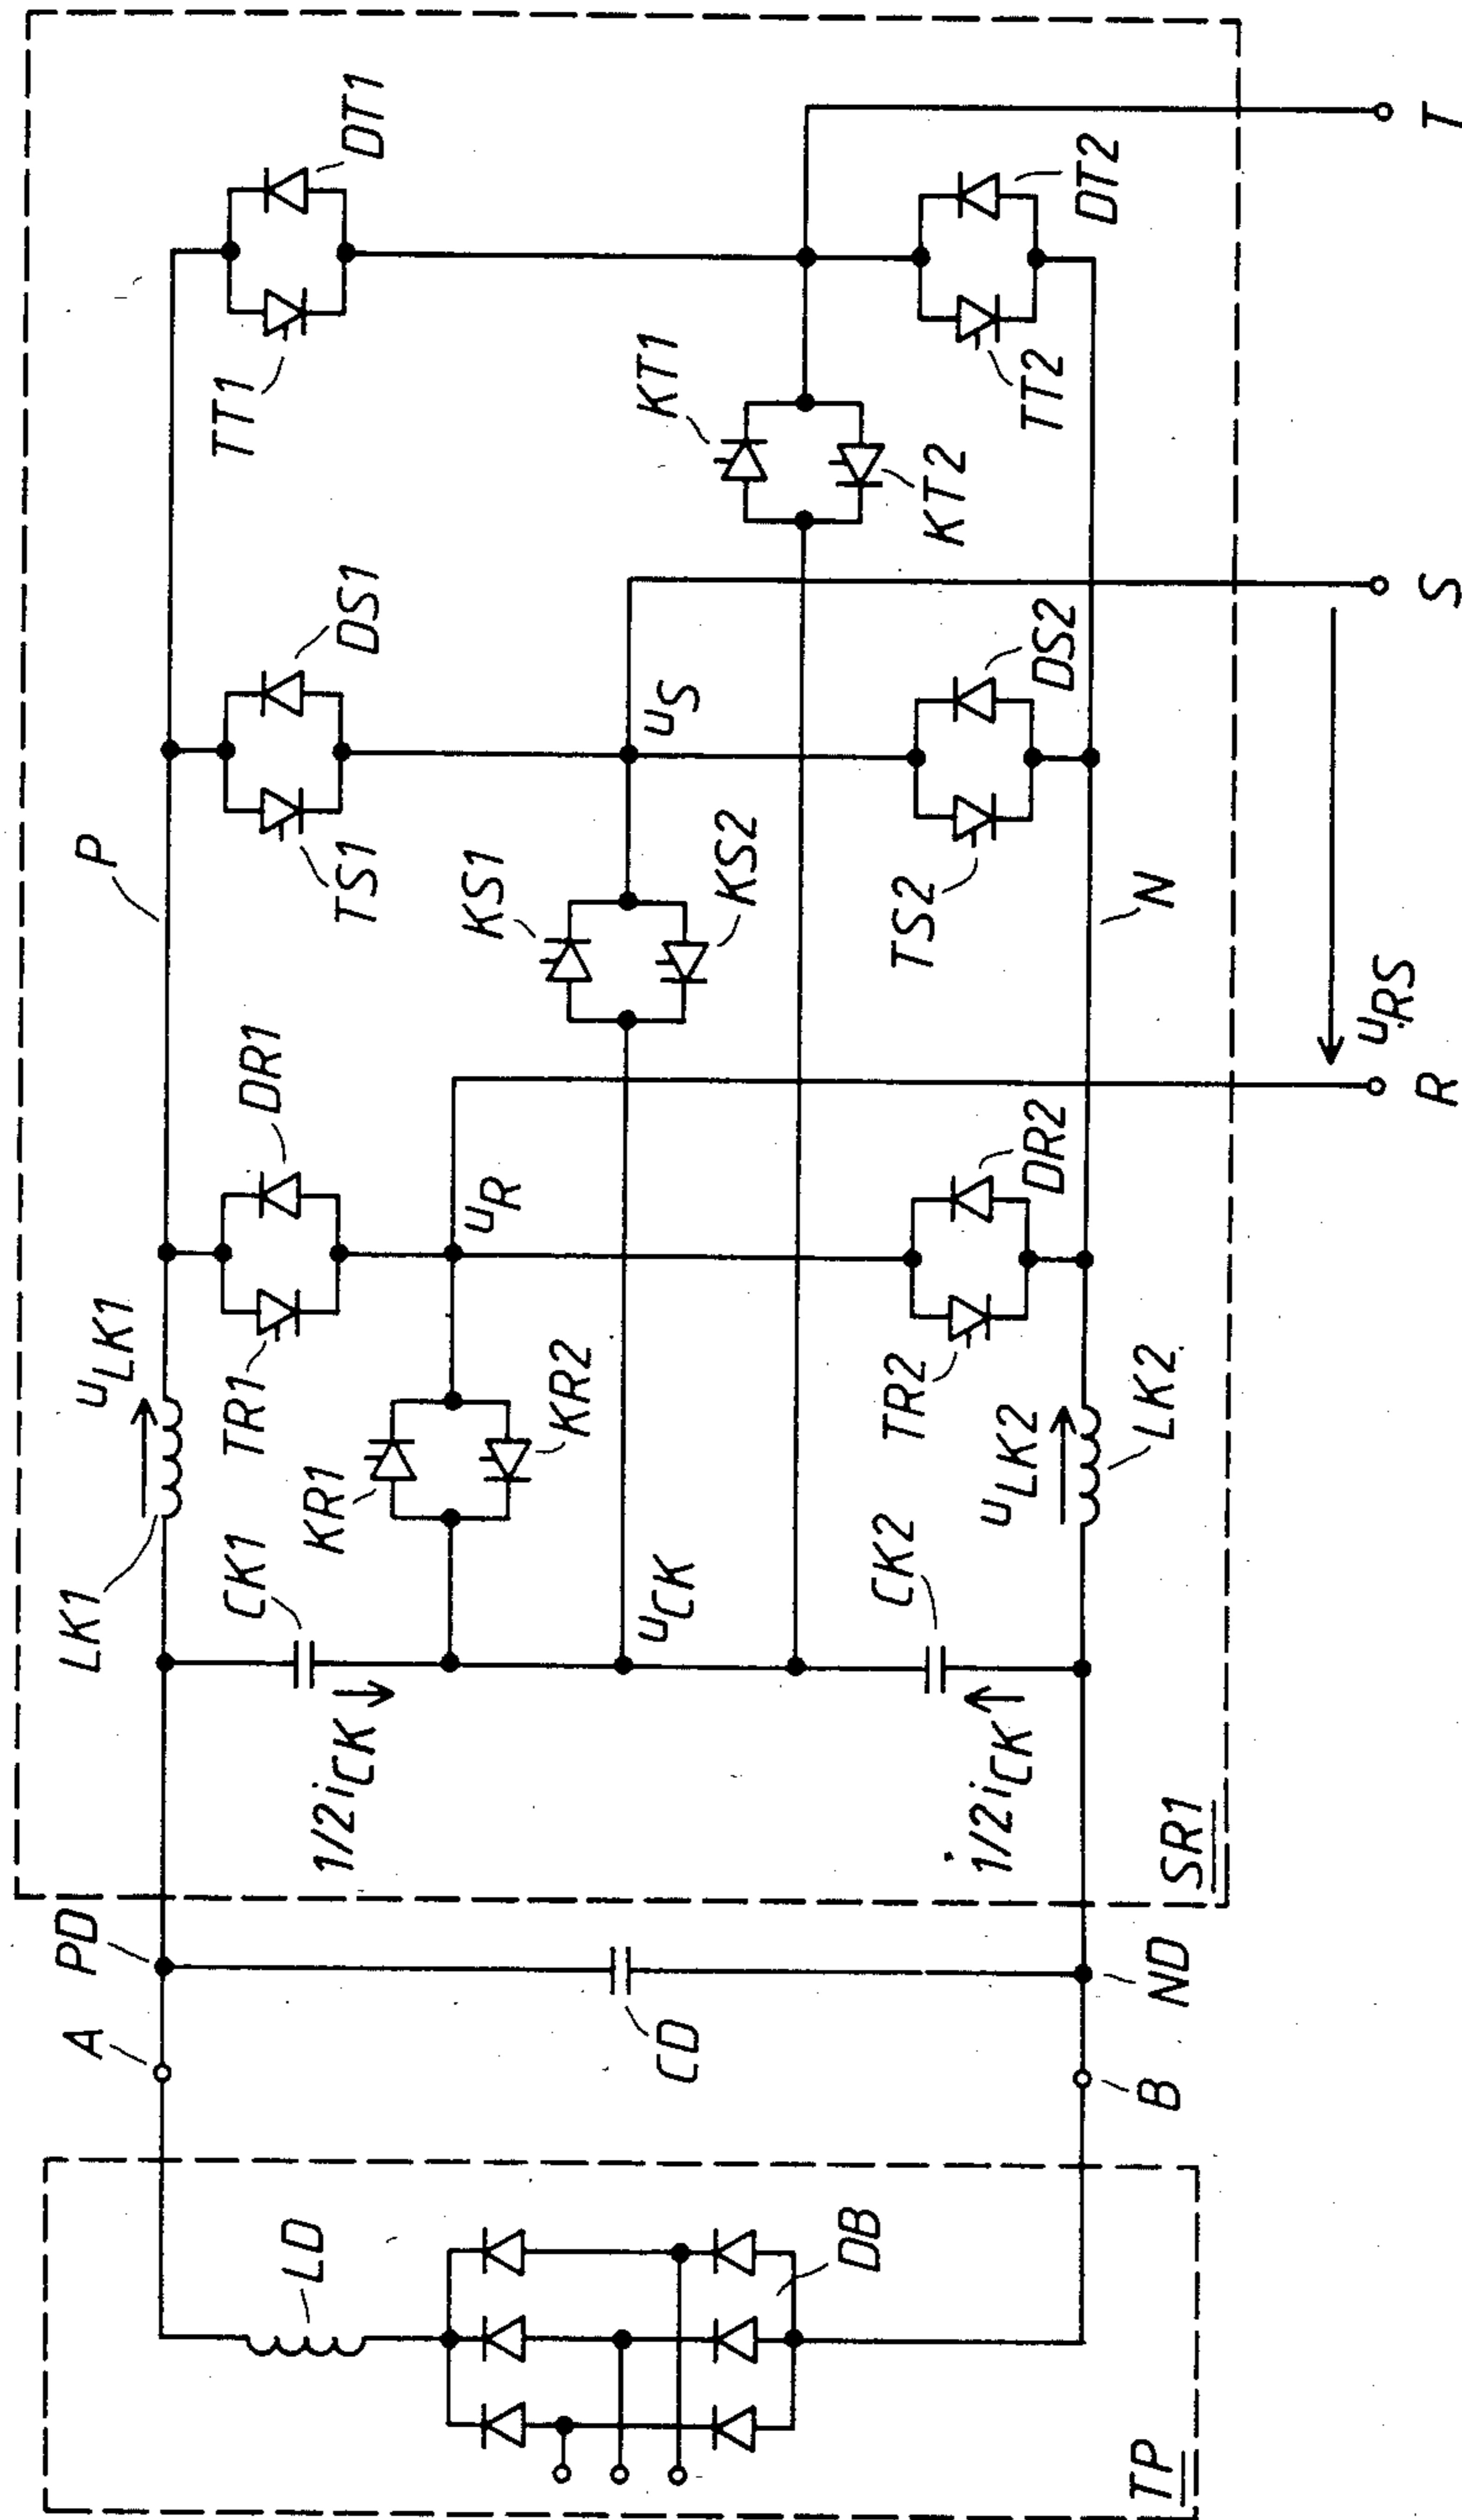 TP
LD
DB
A
B
PD
ND
CD
SR1
LK1
uLK1
CK1
1/2iCK
uCK
CK2
1/2iCK
uLK2
LK2
KR1
KR2
TR1
DR1
uR
TR2
DR2
P
N
KS1
KS2
TS1
DS1
uS
TS2
DS2
KT1
KT2
TT1
DT1
TT2
DT2
R
uRS
S
T